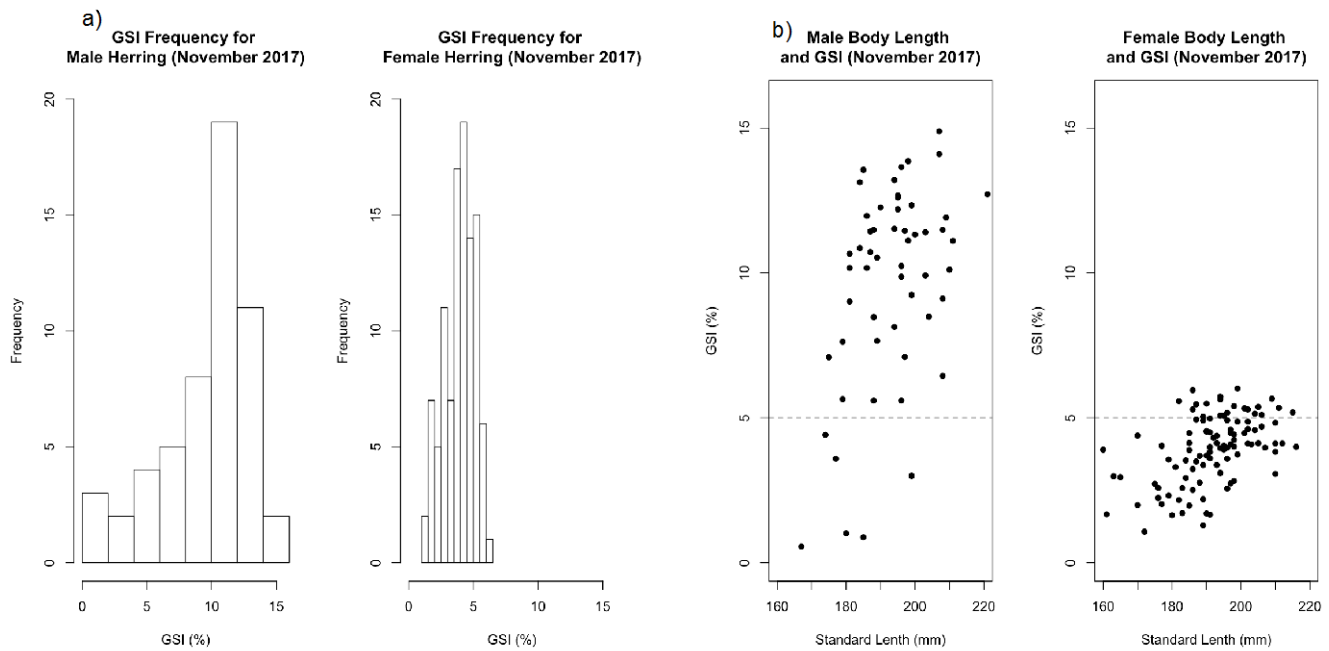 a)
GSI Frequency for
Male Herring (November 2017)
20
15
10
5
0
Frequency
0 5 10 15
GSI (%)
GSI Frequency for
Female Herring (November 2017)
20
15
10
5
0
Frequency
0 5 10 15
GSI (%)
b)
Male Body Length
and GSI (November 2017)
15
10
5
0
GSI (%)
160 180 200 220
Standard Lenth (mm)
Female Body Length
and GSI (November 2017)
15
10
5
0
GSI (%)
160 180 200 220
Standard Lenth (mm)